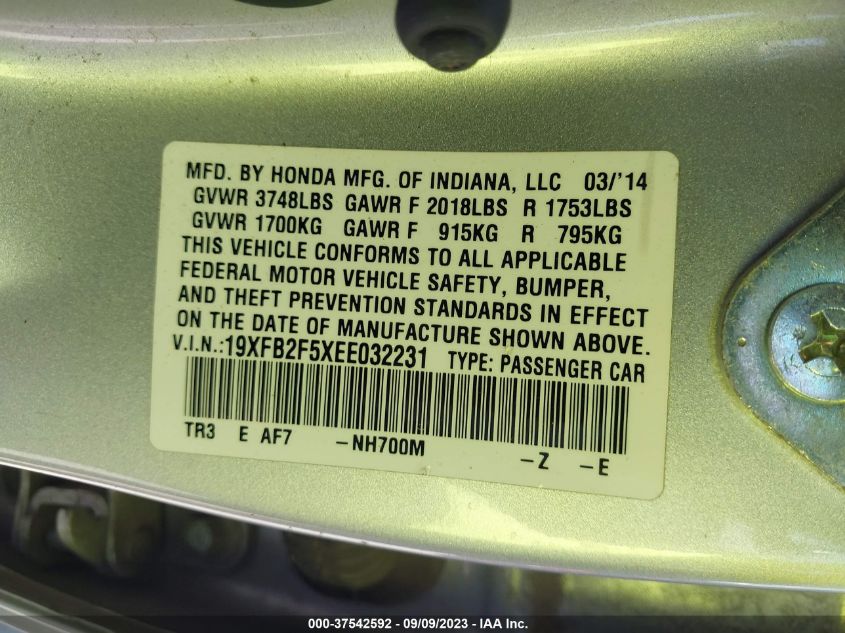 MFD. BY HONDA MFG. OF INDIANA, LLC 03/'14
GVWR 3748LBS GAWR F 2018LBS R 1753LBS
GVWR 1700KG GAWR F 915KG R 795KG
THIS VEHICLE CONFORMS TO ALL APPLICABLE
FEDERAL MOTOR VEHICLE SAFETY, BUMPER,
AND THEFT PREVENTION STANDARDS IN EFFECT
ON THE DATE OF MANUFACTURE SHOWN ABOVE.
V.I.N.:19XFB2F5XEE032231 TYPE: PASSENGER CAR
TR3 E AF7 -NH700M -Z -E
000-37542592 - 09/09/2023 - IAA Inc.